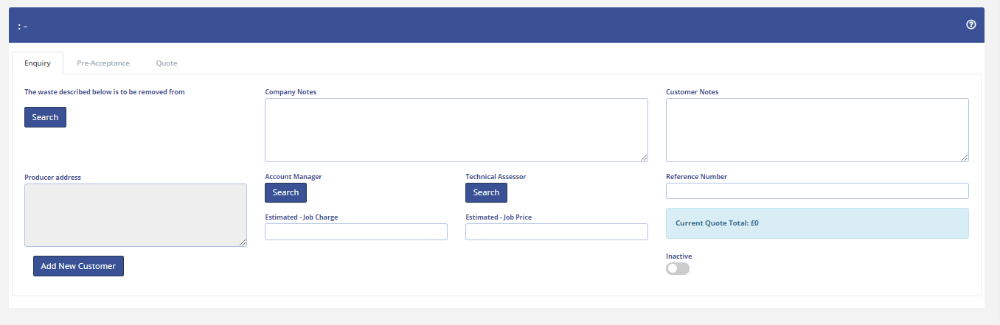 : -
Enquiry
Pre-Acceptance
Quote
The waste described below is to be removed from
Search
Company Notes
Customer Notes
Producer address
Account Manager
Search
Technical Assessor
Search
Reference Number
Estimated - Job Charge
Estimated - Job Price
Current Quote Total: £0
Add New Customer
Inactive